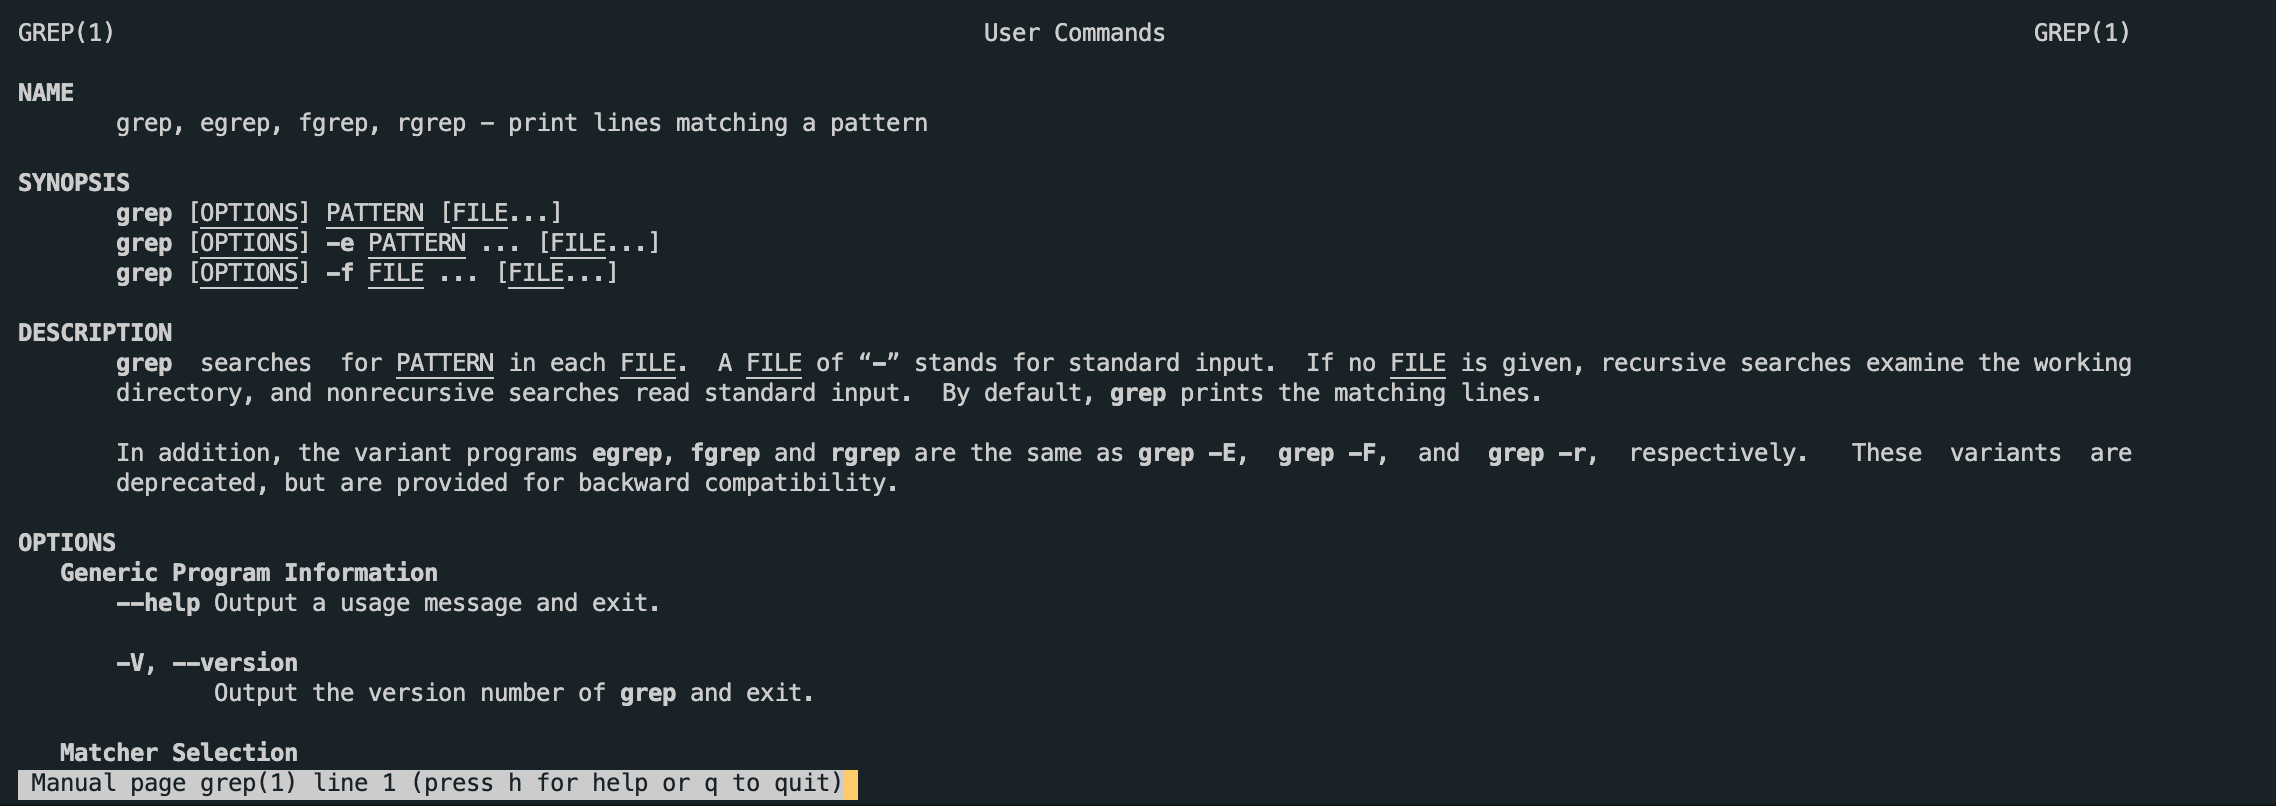 GREP(1) User Commands GREP(1)
NAME
grep, egrep, fgrep, rgrep - print lines matching a pattern
SYNOPSIS
grep [OPTIONS] PATTERN [FILE...]
grep [OPTIONS] -e PATTERN ... [FILE...]
grep [OPTIONS] -f FILE ... [FILE...]
DESCRIPTION
grep searches for PATTERN in each FILE. A FILE of “-” stands for standard input. If no FILE is given, recursive searches examine the working
directory, and nonrecursive searches read standard input. By default, grep prints the matching lines.
In addition, the variant programs egrep, fgrep and rgrep are the same as grep -E, grep -F, and grep -r, respectively. These variants are
deprecated, but are provided for backward compatibility.
OPTIONS
Generic Program Information
--help Output a usage message and exit.
-V, --version
Output the version number of grep and exit.
Matcher Selection
Manual page grep(1) line 1 (press h for help or q to quit)